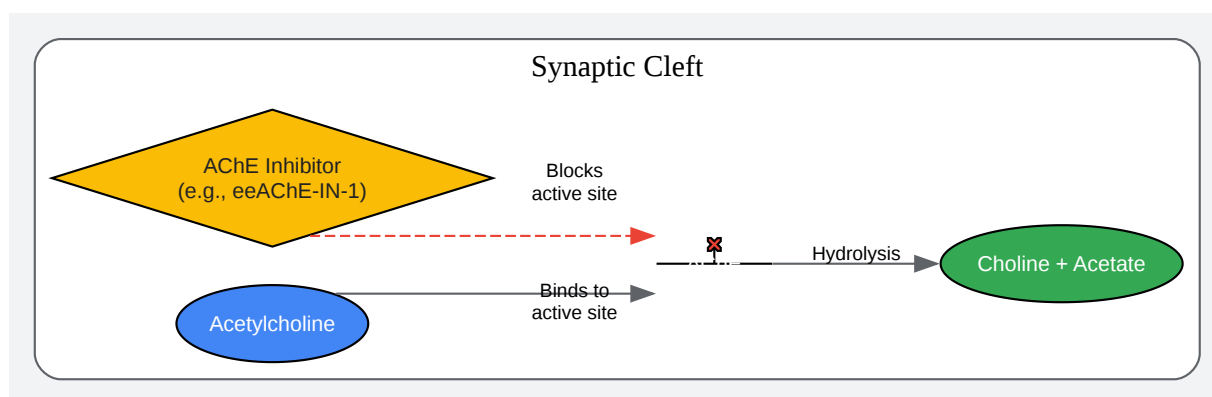 Synaptic Cleft
AChE Inhibitor
(e.g., eeAChE-IN-1)
Blocks
active site
Hydrolysis
Choline + Acetate
Binds to
active site
Acetylcholine